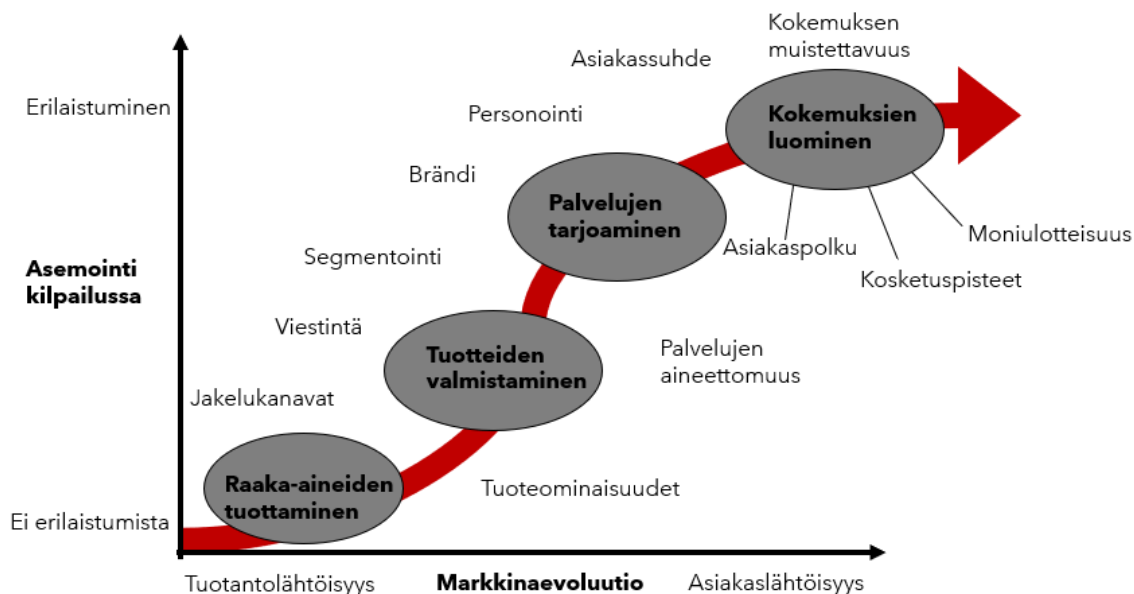 Kokemuksen
muistettavuus
Asiakassuhde
Erilaistuminen
Personointi
Kokemuksien
luominen
Brändi
Palvelujen
tarjoaminen
Moniulotteisuus
Asiakaspolku
Kosketuspisteet
Segmentointi
Asemointi
kilpailussa
Viestintä
Tuotteiden
valmistaminen
Palvelujen
aineettomuus
Jakelukanavat
Raaka-aineiden
tuottaminen
Tuoteominaisuudet
Ei erilaistumista
Tuotantolähtöisyys
Markkinaevoluutio
Asiakaslähtöisyys